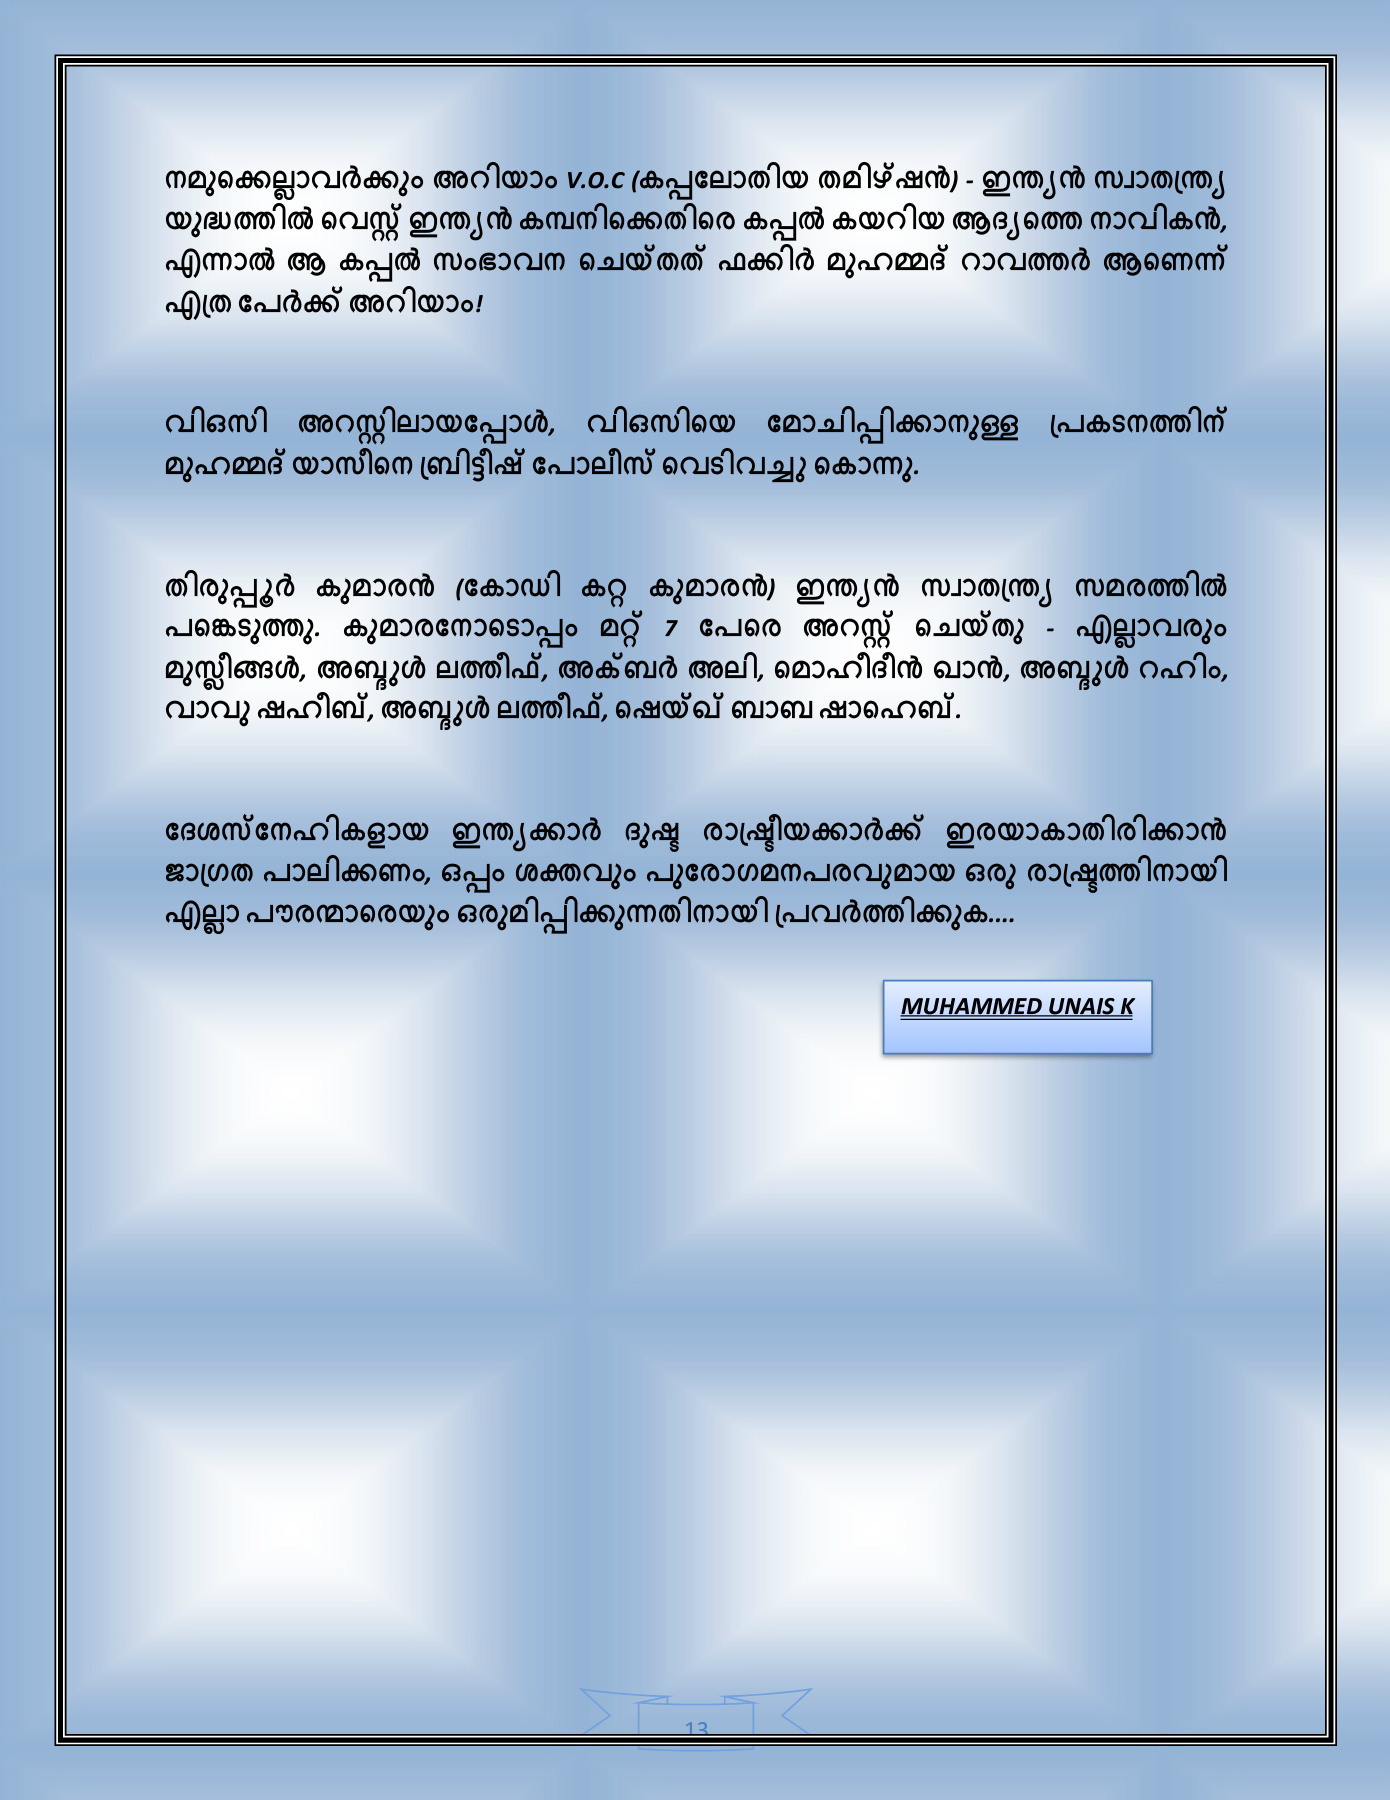 നമുക്കെല്ലാവർക്കും അറിയാം V.O.C (കപ്പലോതിയ തമിഴ്ഷൻ) - ഇന്ത്യൻ സ്വാതന്ത്ര്യ
യുദ്ധത്തിൽ വെസ്റ്റ് ഇന്ത്യൻ കമ്പനിക്കെതിരെ കപ്പൽ കയറിയ ആദ്യത്തെ നാവികൻ,
എന്നാൽ ആ കപ്പൽ സംഭാവന ചെയ്തത് ഫക്കിർ മുഹമ്മദ് റാവത്തർ ആണെന്ന്
എത്ര പേർക്ക് അറിയാം!
വിഒസി അറസ്റ്റിലായപ്പോൾ, വിഒസിയെ മോചിപ്പിക്കാനുള്ള പ്രകടനത്തിന്
മുഹമ്മദ് യാസീനെ ബ്രിട്ടീഷ് പോലീസ് വെടിവച്ചു കൊന്നു.
തിരുപ്പൂർ കുമാരൻ (കോഡി കറ്റ കുമാരൻ) ഇന്ത്യൻ സ്വാതന്ത്ര്യ സമരത്തിൽ
പങ്കെടുത്തു. കുമാരനോടൊപ്പം മറ്റ് 7 പേരെ അറസ്റ്റ് ചെയ്തു - എല്ലാവരും
മുസ്ലീങ്ങൾ, അബ്ദുൾ ലത്തീഫ്, അക്ബർ അലി, മൊഹീദീൻ ഖാൻ, അബ്ദുൾ റഹിം,
വാവു ഷഹീബ്, അബ്ദുൾ ലത്തീഫ്, ഷെയ്ഖ് ബാബ ഷാഹെബ്.
ദേശസ്നേഹികളായ ഇന്ത്യക്കാർ ദുഷ്ട രാഷ്ട്രീയക്കാർക്ക് ഇരയാകാതിരിക്കാൻ
ജാഗ്രത പാലിക്കണം, ഒപ്പം ശക്തവും പുരോഗമനപരവുമായ ഒരു രാഷ്ട്രത്തിനായി
എല്ലാ പൗരന്മാരെയും ഒരുമിപ്പിക്കുന്നതിനായി പ്രവർത്തിക്കുക....
MUHAMMED UNAIS K
13